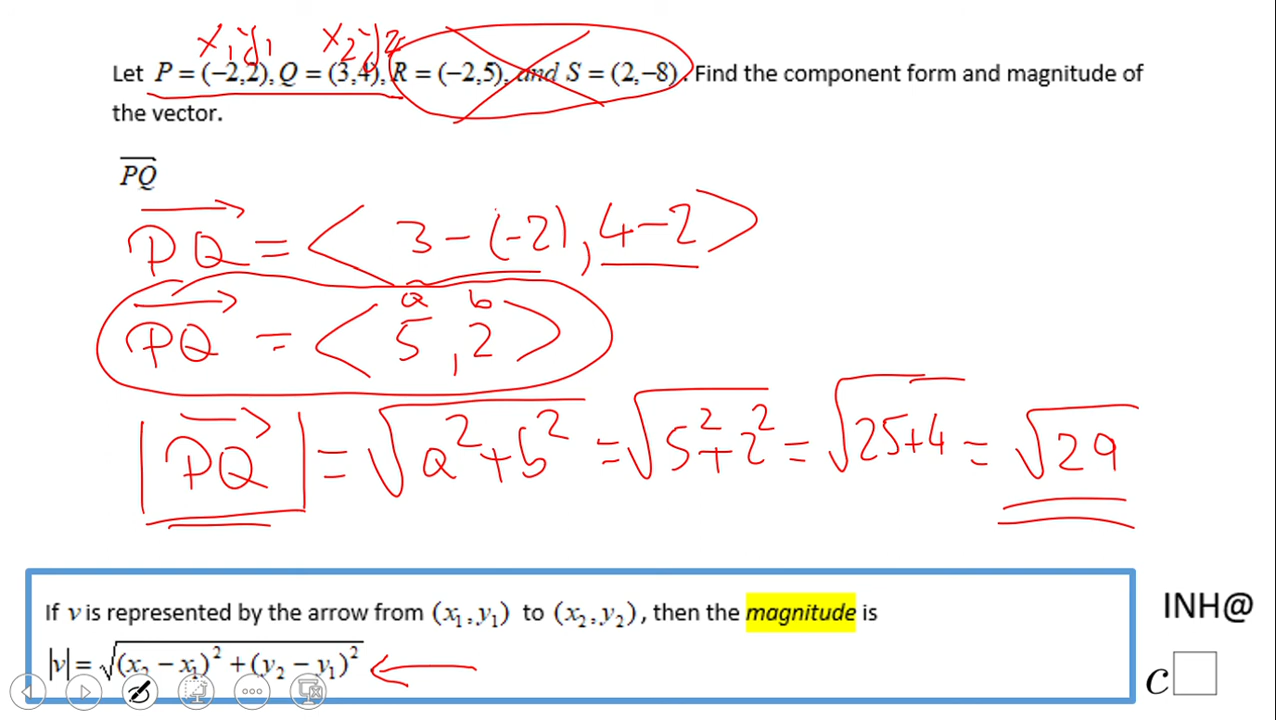 x₁ y₁ x₂ y₂
Let P = (−2,2), Q = (3,4), R = (−2,5), and S = (2,−8). Find the component form and magnitude of
the vector.
PQ
PQ = < 3 − (−2), 4−2 >
a b
PQ = < 5, 2 >
|PQ| = √(a² + b²) = √(5² + 2²) = √(25+4) = √29
If v is represented by the arrow from (x₁, y₁) to (x₂, y₂), then the magnitude is
|v| = √((x₂ − x₁)² + (y₂ − y₁)²)
INH@
c